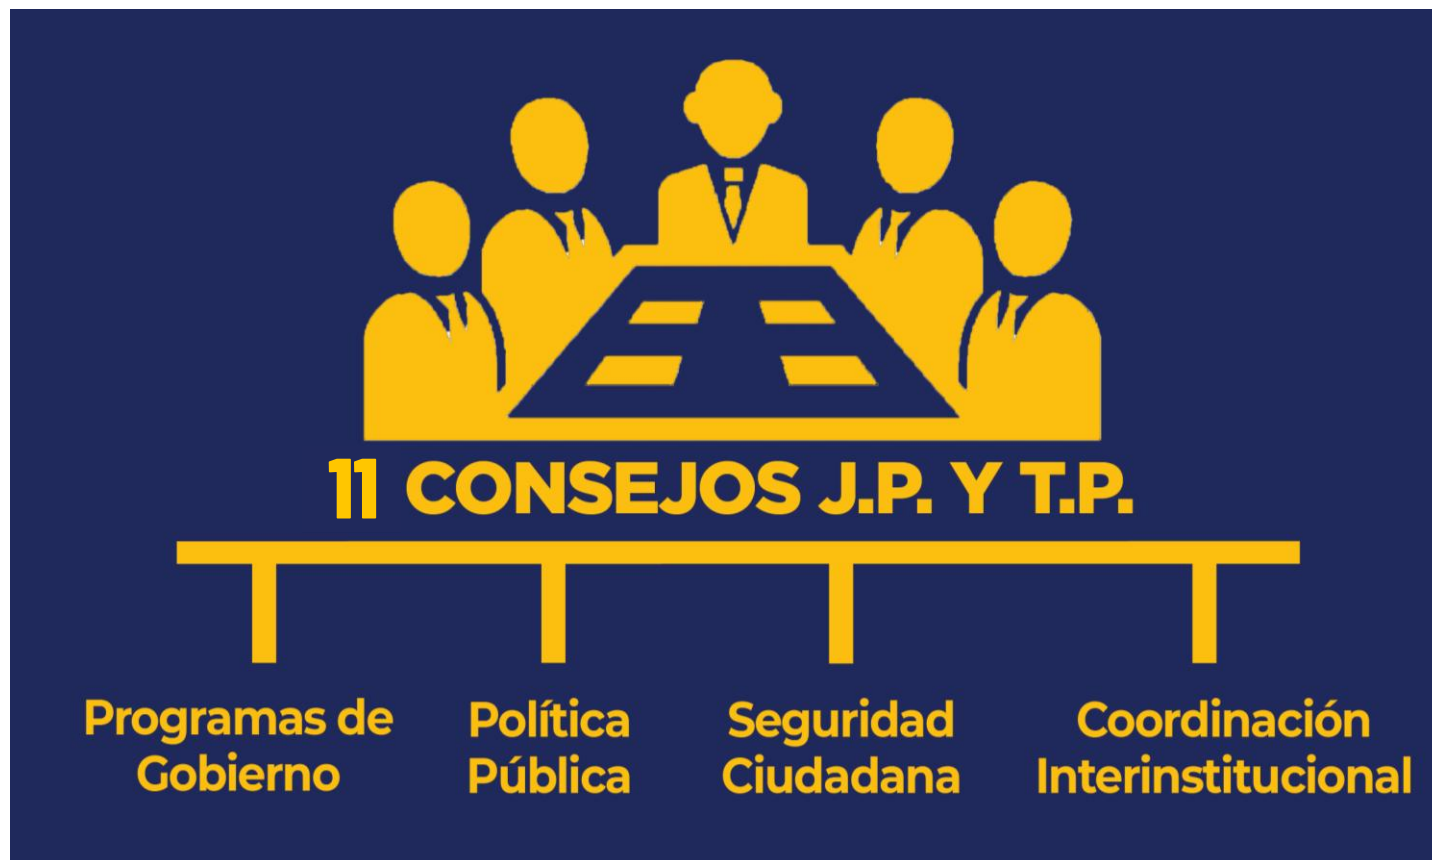 11 CONSEJOS J.P. Y T.P.
Programas de
Gobierno
Política
Pública
Seguridad
Ciudadana
Coordinación
Interinstitucional